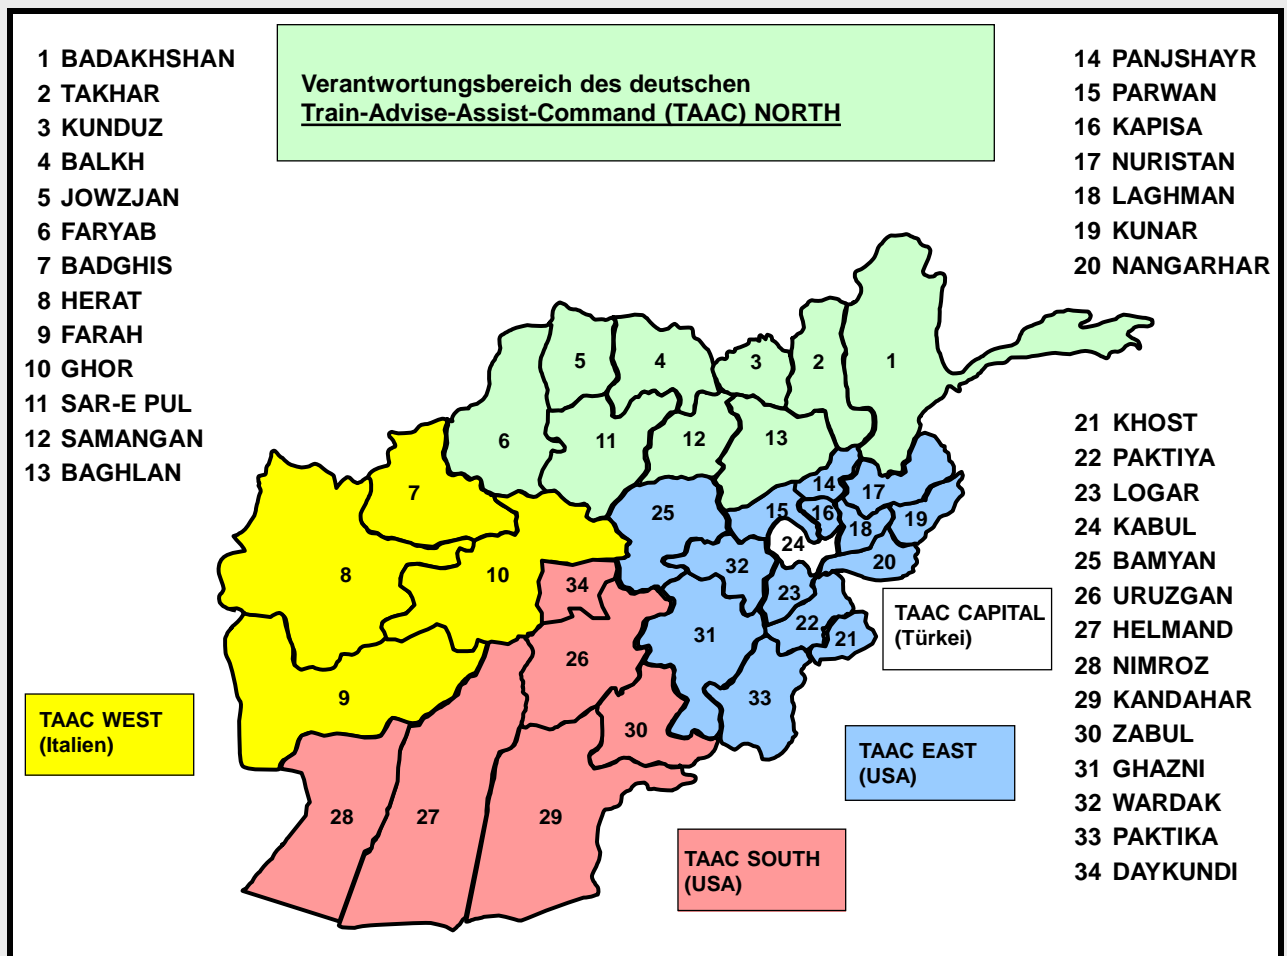 1 BADAKHSHAN
2 TAKHAR
3 KUNDUZ
4 BALKH
5 JOWZJAN
6 FARYAB
7 BADGHIS
8 HERAT
9 FARAH
10 GHOR
11 SAR-E PUL
12 SAMANGAN
13 BAGHLAN
Verantwortungsbereich des deutschen
Train-Advise-Assist-Command (TAAC) NORTH
14 PANJSHAYR
15 PARWAN
16 KAPISA
17 NURISTAN
18 LAGHMAN
19 KUNAR
20 NANGARHAR
21 KHOST
22 PAKTIYA
23 LOGAR
24 KABUL
25 BAMYAN
26 URUZGAN
27 HELMAND
28 NIMROZ
29 KANDAHAR
30 ZABUL
31 GHAZNI
32 WARDAK
33 PAKTIKA
34 DAYKUNDI
5
4
3
2
1
6
11
12
13
7
14
17
25
15
16
18
19
24
20
8
10
34
32
23
22
21
31
26
9
33
30
28
27
29
TAAC CAPITAL
(Türkei)
TAAC WEST
(Italien)
TAAC EAST
(USA)
TAAC SOUTH
(USA)